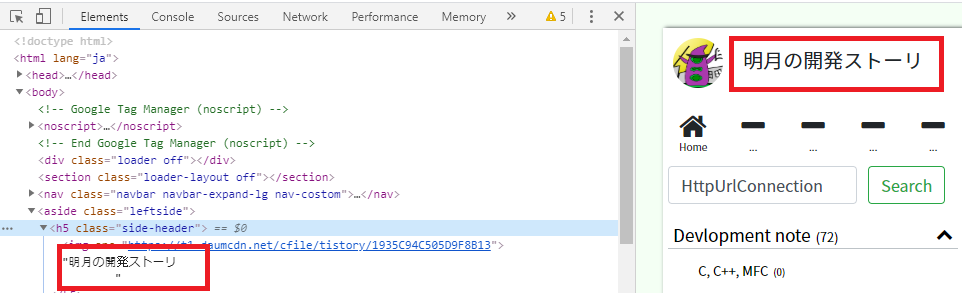 Elements Console Sources Network Performance Memory » 5
<!doctype html>
<html lang="ja">
<head>…</head>
<body>
<!-- Google Tag Manager (noscript) -->
<noscript>…</noscript>
<!-- End Google Tag Manager (noscript) -->
<div class="loader off"></div>
<section class="loader-layout off"></section>
<nav class="navbar navbar-expand-lg nav-costom">…</nav>
<aside class="leftside">
… <h5 class="side-header"> == $0
<img src="https://t1.daumcdn.net/cfile/tistory/1935C94C505D9F8B13">
"明月の開発ストーリ
"
明月の開発ストーリ
Home ... ... ... ...
HttpUrlConnection Search
Devlopment note (72)
C, C++, MFC (0)